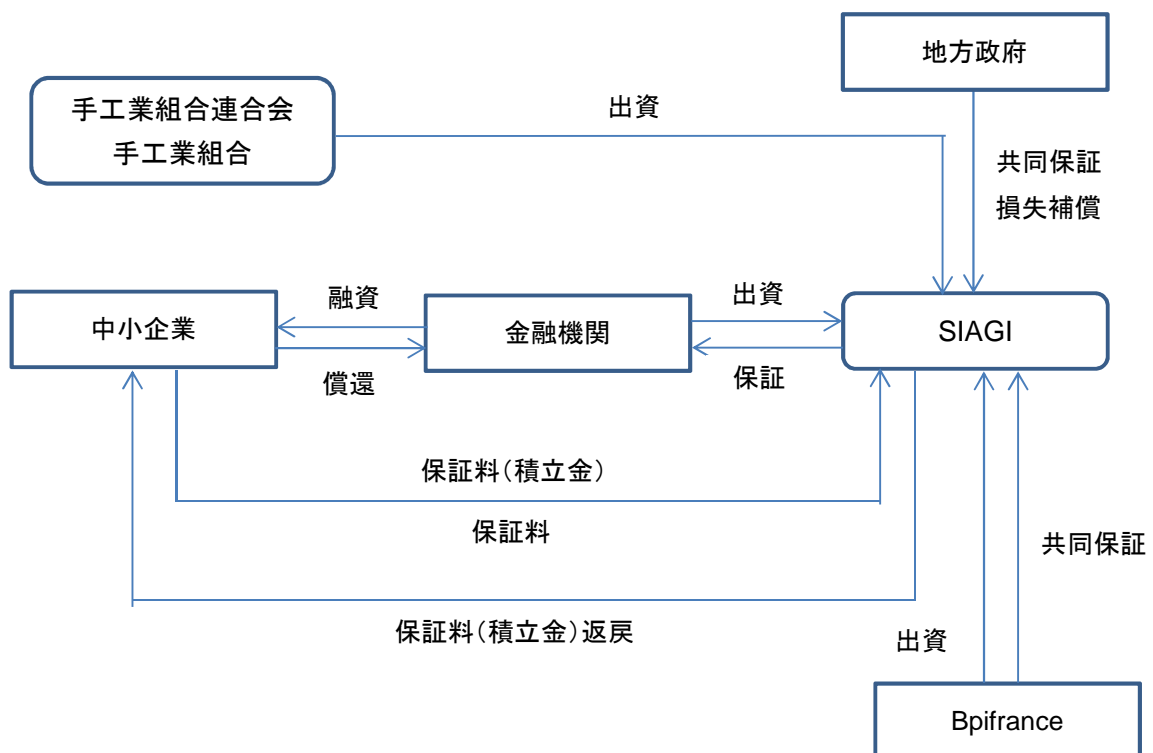 地方政府
手工業組合連合会
手工業組合
出資
共同保証
損失補償
中小企業
融資
償還
金融機関
出資
保証
SIAGI
保証料(積立金)
保証料
共同保証
保証料(積立金)返戻
出資
Bpifrance